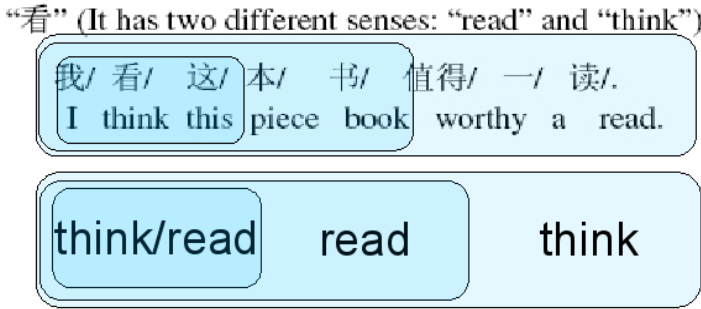 “看” (It has two different senses: “read” and “think”)
我/ 看/ 这/ 本/ 书/ 值得/ 一/ 读/.
I think this piece book worthy a read.
think/read read think